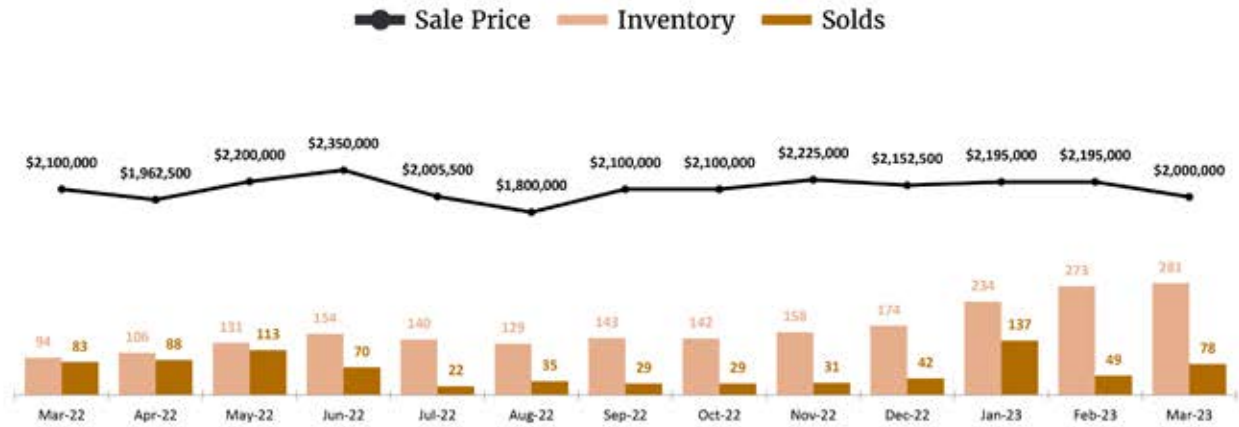 Sale Price Inventory Solds
$2,100,000 $1,962,500 $2,200,000 $2,350,000 $2,005,500 $1,800,000 $2,100,000 $2,100,000 $2,225,000 $2,152,500 $2,195,000 $2,195,000 $2,000,000
94 83 106 88 131 113 154 70 140 22 129 35 143 29 142 29 158 31 174 42 234 137 273 49 281 78
Mar-22 Apr-22 May-22 Jun-22 Jul-22 Aug-22 Sep-22 Oct-22 Nov-22 Dec-22 Jan-23 Feb-23 Mar-23